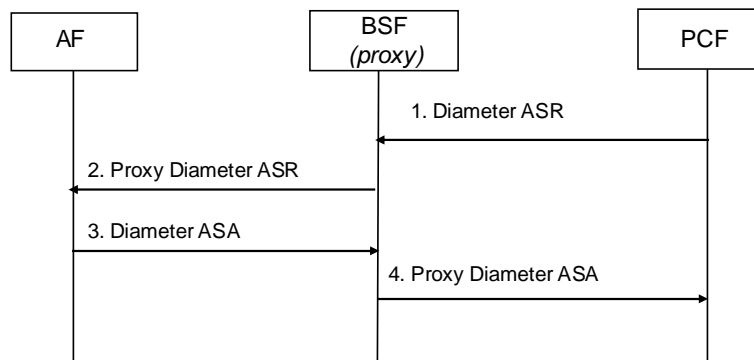 AF
BSF
(proxy)
PCF
1. Diameter ASR
2. Proxy Diameter ASR
3. Diameter ASA
4. Proxy Diameter ASA